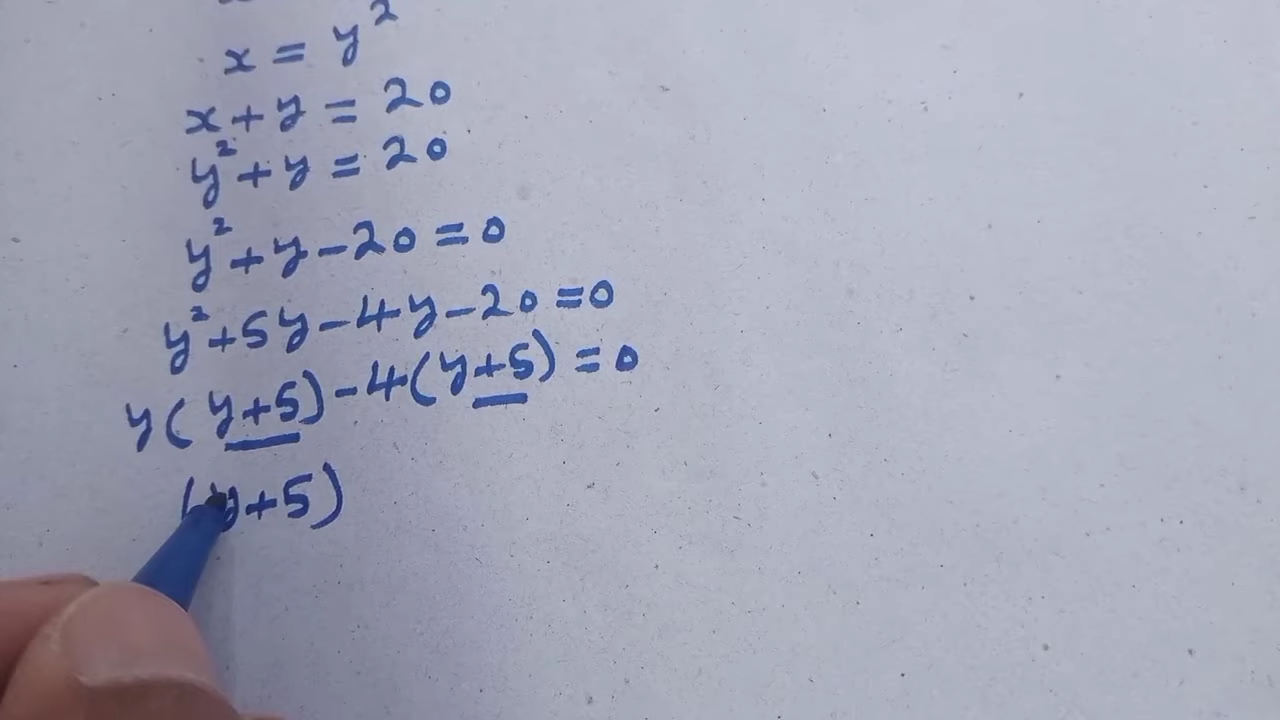 x = y²
x + y = 20
y² + y = 20
y² + y - 20 = 0
y² + 5y - 4y - 20 = 0
y(y+5) - 4(y+5) = 0
(y+5)